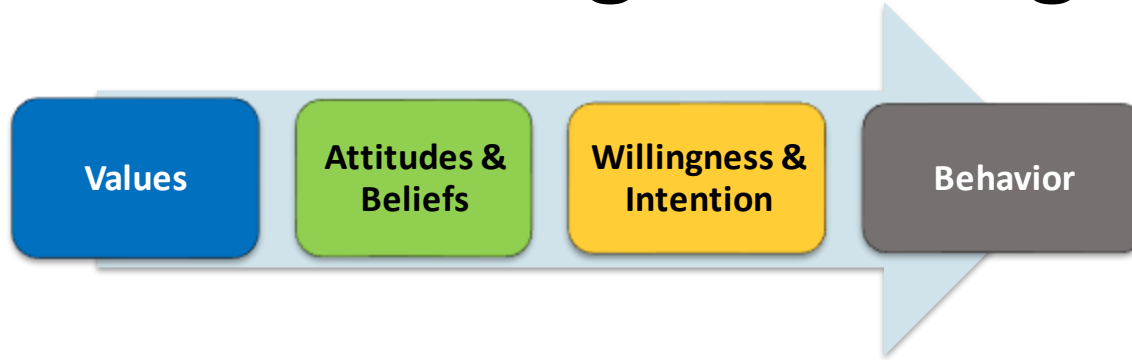 Values
Attitudes &
Beliefs
Willingness &
Intention
Behavior